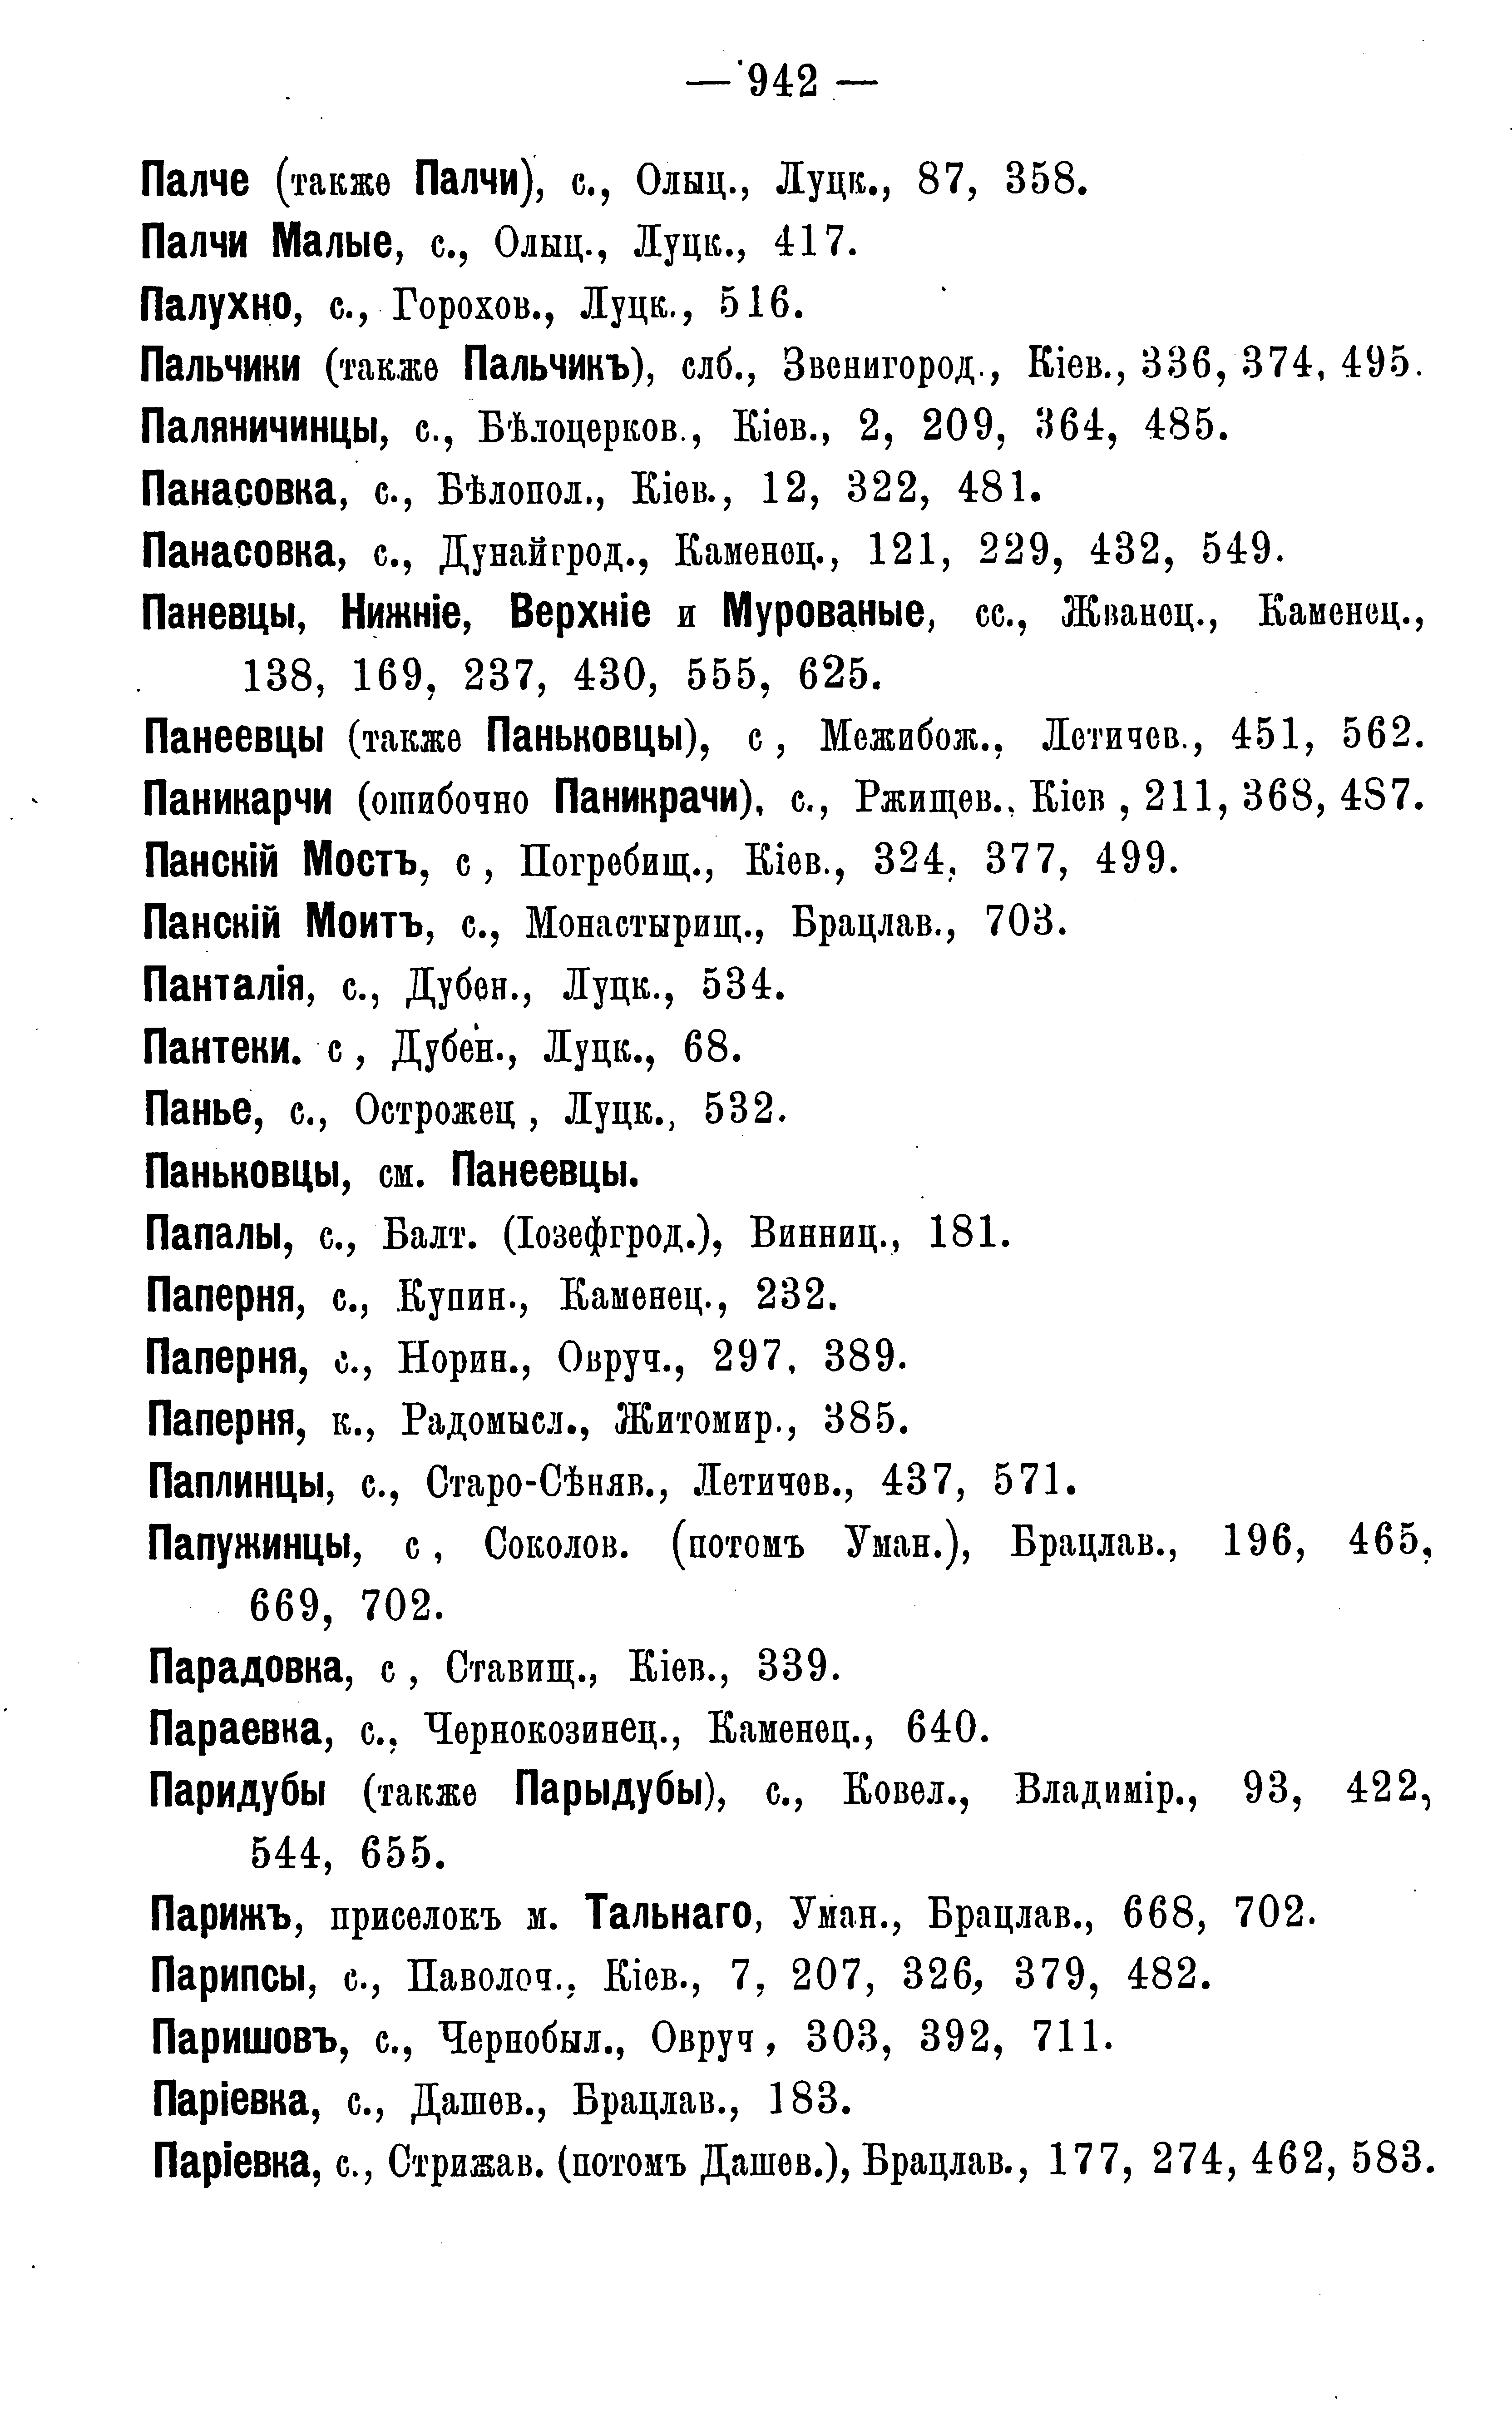 — 942 —
Палче (также Палчи), с., Олыц., Луцк., 87, 358.
Палчи Малые, с., Олыц., Луцк., 417.
Палухно, с., Горохов., Луцк., 516.
Пальчики (также Пальчикъ), слб., Звенигород., Кіев., 336, 374, 495.
Паляничинцы, с., Бѣлоцерков., Кіев., 2, 209, 364, 485.
Панасовка, с., Бѣлопол., Кіев., 12, 322, 481.
Панасовка, с., Дунайгрод., Каменец., 121, 229, 432, 549.
Паневцы, Нижніе, Верхніе и Мурованые, сс., Жванец., Каменец.,
138, 169, 237, 430, 555, 625.
Панеевцы (также Паньковцы), с , Межибож., Летичев., 451, 562.
Паникарчи (ошибочно Паникрачи), с., Ржищев., Кіев , 211, 368, 487.
Панскій Мостъ, с , Погребищ., Кіев., 324, 377, 499.
Панскій Моитъ, с., Монастырищ., Брацлав., 703.
Панталія, с., Дубен., Луцк., 534.
Пантеки. с , Дубен., Луцк., 68.
Панье, с., Острожец , Луцк., 532.
Паньковцы, см. Панеевцы.
Папалы, с., Балт. (Іозефгрод.), Винниц., 181.
Паперня, с., Купин., Каменец., 232.
Паперня, с., Норин., Овруч., 297, 389.
Паперня, к., Радомысл., Житомир., 385.
Паплинцы, с., Старо-Сѣняв., Летичев., 437, 571.
Папужинцы, с , Соколов. (потомъ Уман.), Брацлав., 196, 465,
669, 702.
Парадовка, с , Ставищ., Кіев., 339.
Параевка, с., Чернокозинец., Каменец., 640.
Паридубы (также Парыдубы), с., Ковел., Владимір., 93, 422,
544, 655.
Парижъ, приселокъ м. Тальнаго, Уман., Брацлав., 668, 702.
Парипсы, с., Паволоч., Кіев., 7, 207, 326, 379, 482.
Паришовъ, с., Чернобыл., Овруч , 303, 392, 711.
Паріевка, с., Дашев., Брацлав., 183.
Паріевка, с., Стрижав. (потомъ Дашев.), Брацлав., 177, 274, 462, 583.